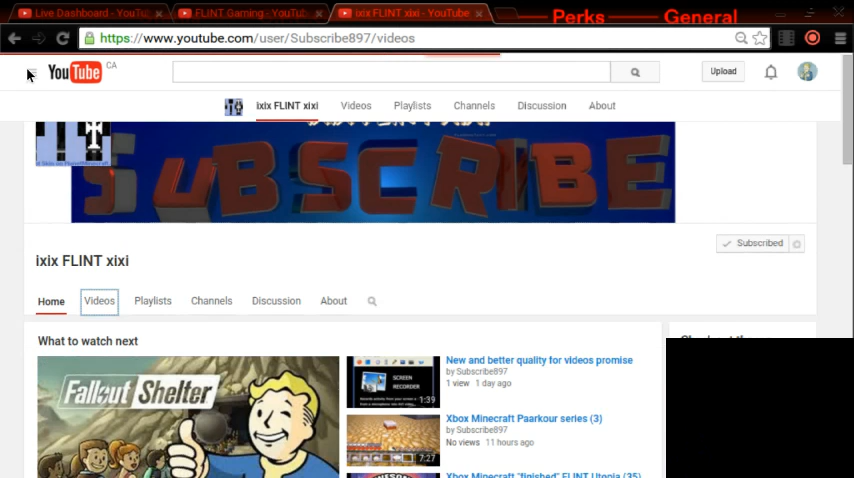 Live Dashboard - YouTu
FLINT Gaming - YouTub
ixix FLINT xixi - YouTube
Perks
General
https://www.youtube.com/user/Subscribe897/videos
YouTube CA
Upload
ixix FLINT xixi
Videos
Playlists
Channels
Discussion
About
SUBSCRIBE
Subscribed
ixix FLINT xixi
Home
Videos
Playlists
Channels
Discussion
About
What to watch next
Fallout Shelter
SCREEN
RECORDER
1:39
New and better quality for videos promise
by Subscribe897
1 view 1 day ago
7:27
Xbox Minecraft Paarkour series (3)
by Subscribe897
No views 11 hours ago
Xbox Minecraft "finished" FLINT Utopia (35)